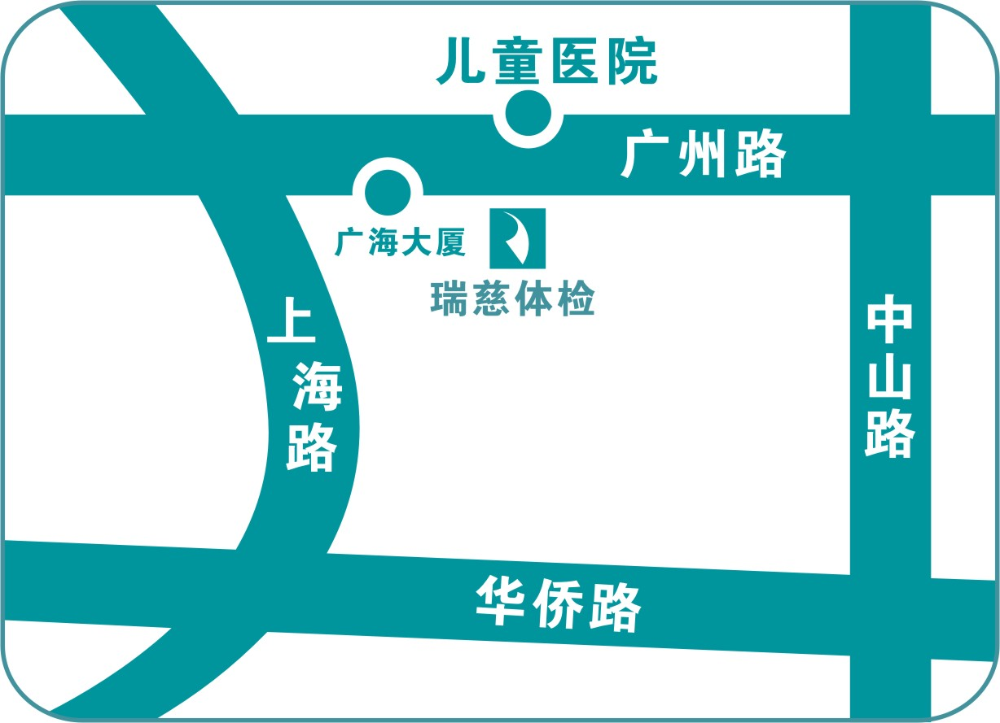 儿童医院
广州路
广海大厦
瑞慈体检
上海路
中山路
华侨路